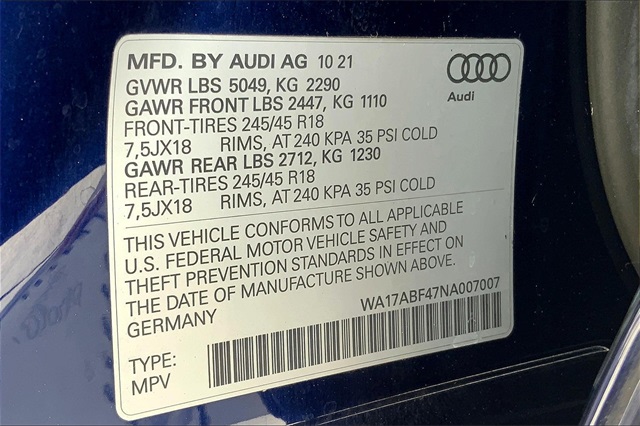 MFD. BY AUDI AG 10 21
GVWR LBS 5049, KG 2290
GAWR FRONT LBS 2447, KG 1110
FRONT-TIRES 245/45 R18
7,5JX18 RIMS, AT 240 KPA 35 PSI COLD
GAWR REAR LBS 2712, KG 1230
REAR-TIRES 245/45 R18
7,5JX18 RIMS, AT 240 KPA 35 PSI COLD
Audi
THIS VEHICLE CONFORMS TO ALL APPLICABLE
U.S. FEDERAL MOTOR VEHICLE SAFETY AND
THEFT PREVENTION STANDARDS IN EFFECT ON
THE DATE OF MANUFACTURE SHOWN ABOVE.
GERMANY
WA17ABF47NA007007
TYPE:
MPV